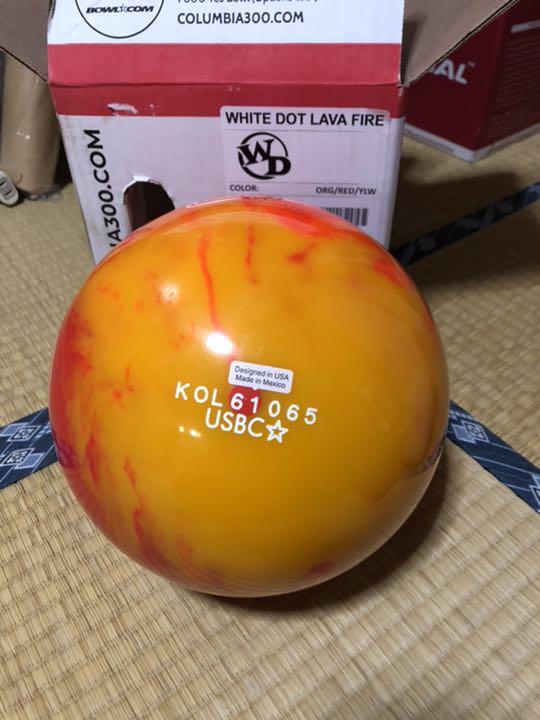 BOWL.COM
COLUMBIA300.COM
WHITE DOT LAVA FIRE
WD
COLOR: ORG/RED/YLW
A300.COM
AL
Designed in USA
Made in Mexico
KOL61065
USBC